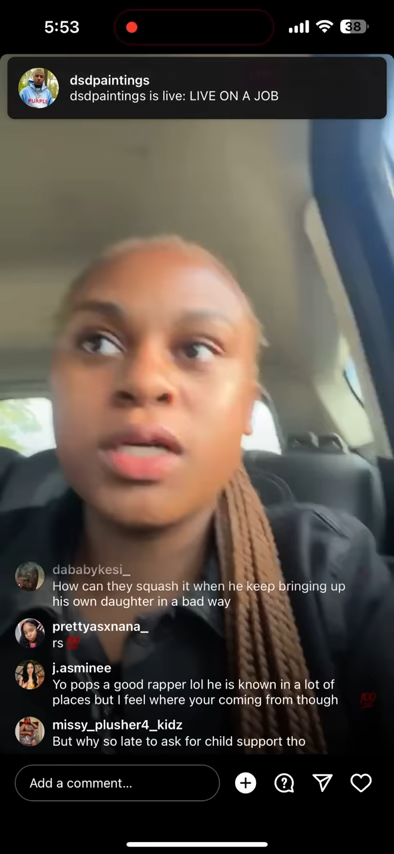 5:53
38
dsdpaintings
dsdpaintings is live: LIVE ON A JOB
dababykesi_
How can they squash it when he keep bringing up
his own daughter in a bad way
prettyasxnana_
rs 💯
j.asminee
Yo pops a good rapper lol he is known in a lot of
places but I feel where your coming from though
missy_plusher4_kidz
But why so late to ask for child support tho
Add a comment...